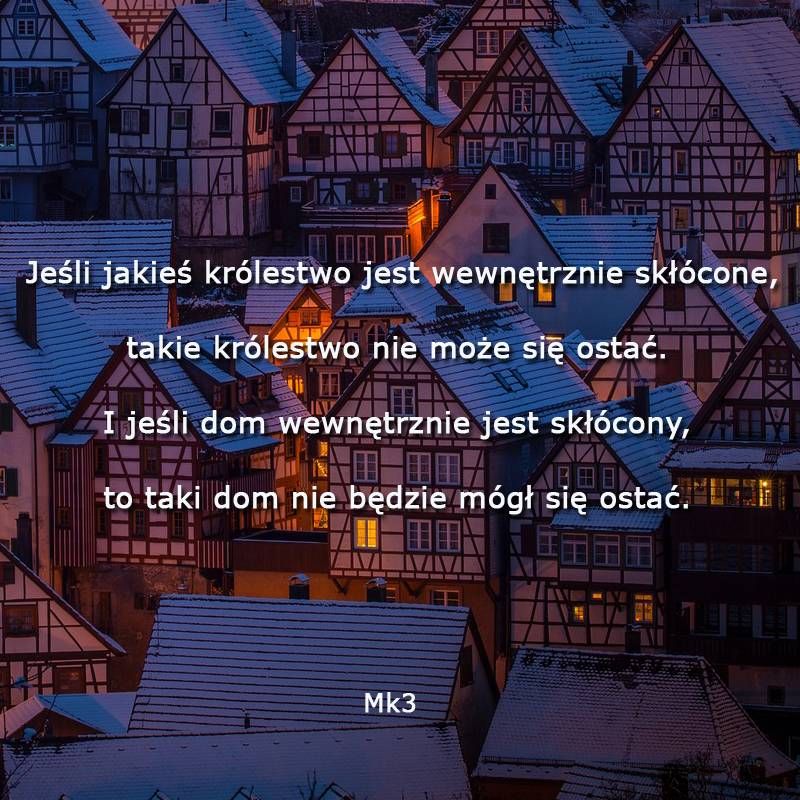 Jeśli jakieś królestwo jest wewnętrznie skłócone,
takie królestwo nie może się ostać.
I jeśli dom wewnętrznie jest skłócony,
to taki dom nie będzie mógł się ostać.
Mk3